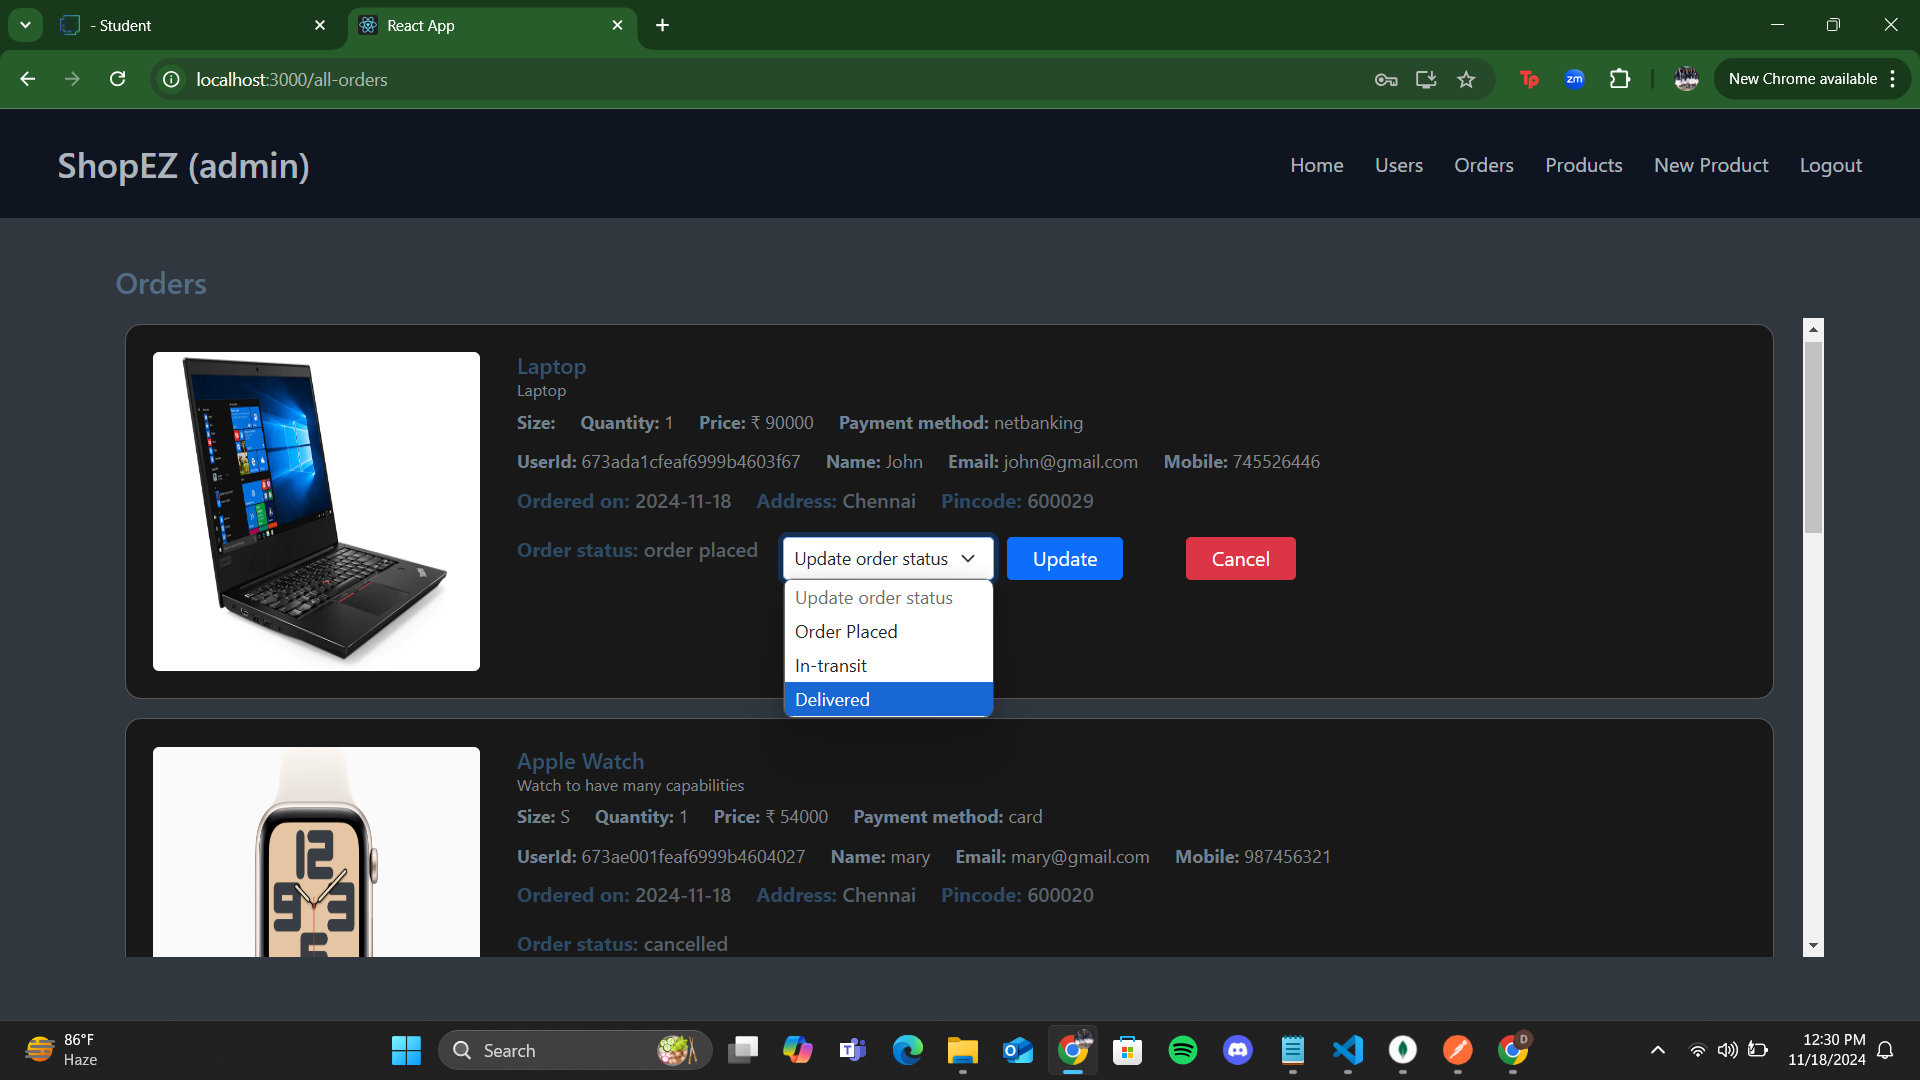 - Student
React App
localhost:3000/all-orders
Tp
zm
New Chrome available
ShopEZ (admin)
Home Users Orders Products New Product Logout
Orders
Laptop
Laptop
Size: Quantity: 1 Price: ₹ 90000 Payment method: netbanking
UserId: 673ada1cfeaf6999b4603f67 Name: John Email: john@gmail.com Mobile: 745526446
Ordered on: 2024-11-18 Address: Chennai Pincode: 600029
Order status: order placed Update order status Update Cancel
Update order status
Order Placed
In-transit
Delivered
Apple Watch
Watch to have many capabilities
Size: S Quantity: 1 Price: ₹ 54000 Payment method: card
UserId: 673ae001feaf6999b4604027 Name: mary Email: mary@gmail.com Mobile: 987456321
Ordered on: 2024-11-18 Address: Chennai Pincode: 600020
Order status: cancelled
12
9 3
86°F
Haze
Search
D
12:30 PM
11/18/2024